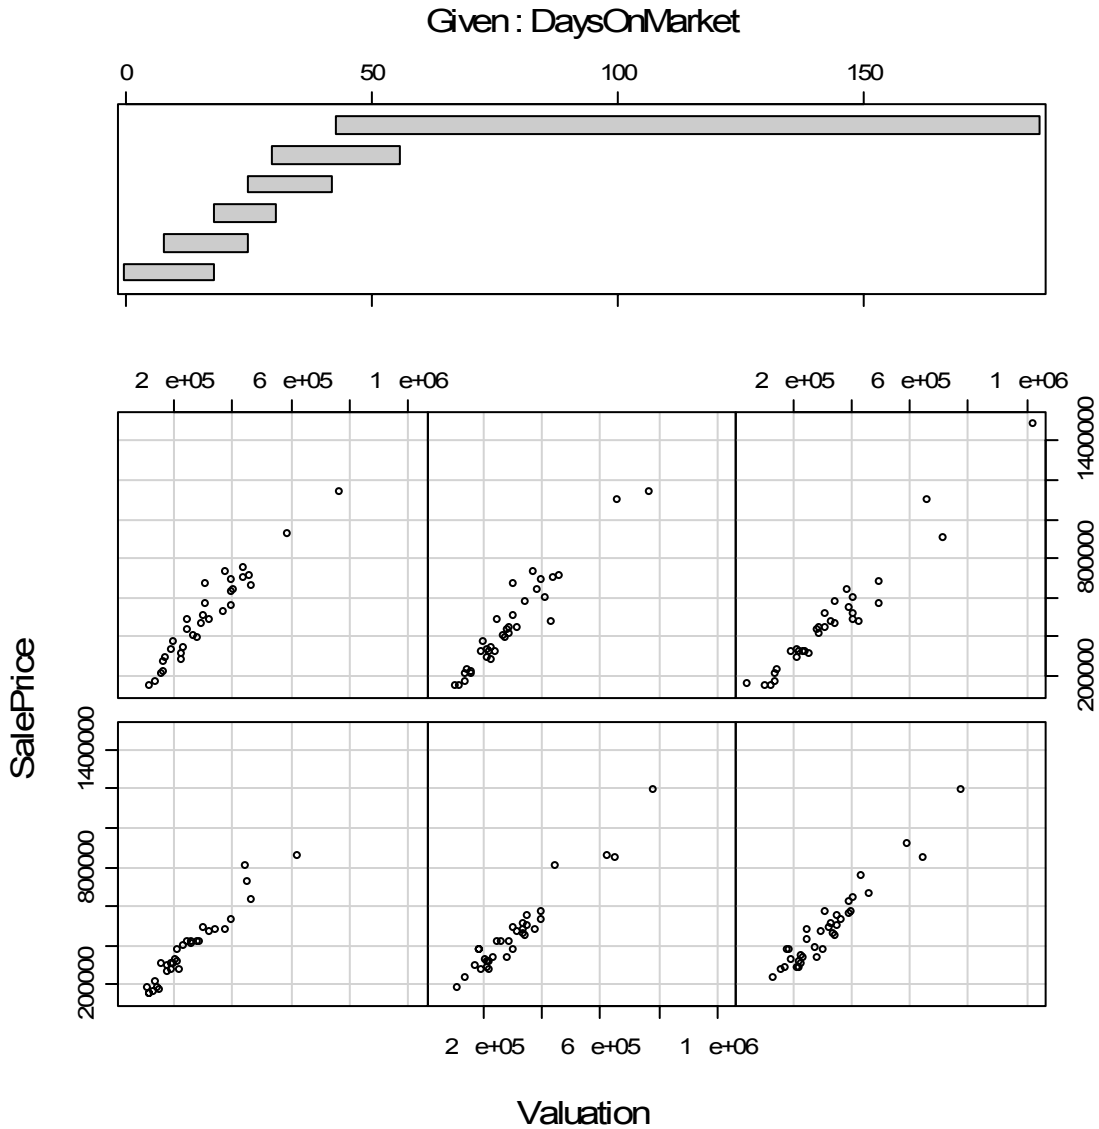 Given : DaysOnMarket
0 50 100 150
2 e+05 6 e+05 1 e+06 2 e+05 6 e+05 1 e+06
200000 800000 1400000
SalePrice
200000 800000 1400000
2 e+05 6 e+05 1 e+06
Valuation